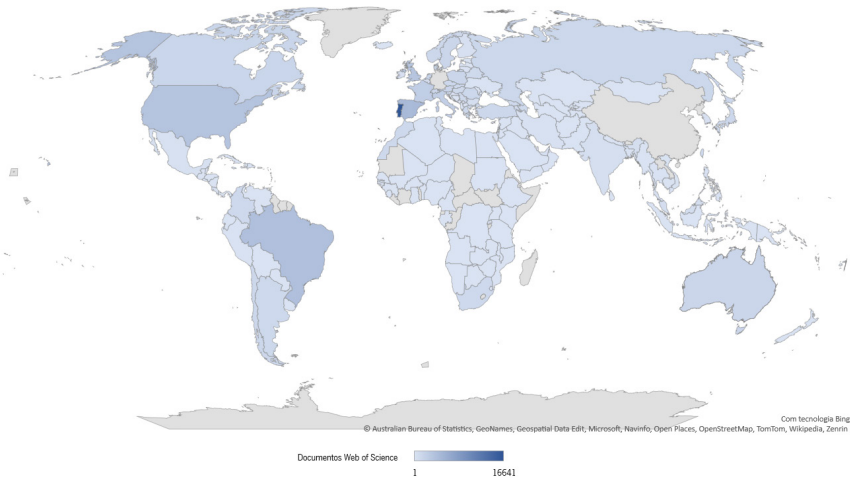 Com tecnologia Bing
© Australian Bureau of Statistics, GeoNames, Geospatial Data Edit, Microsoft, Navinfo, Open Places, OpenStreetMap, TomTom, Wikipedia, Zenrin
Documentos Web of Science
1 16641